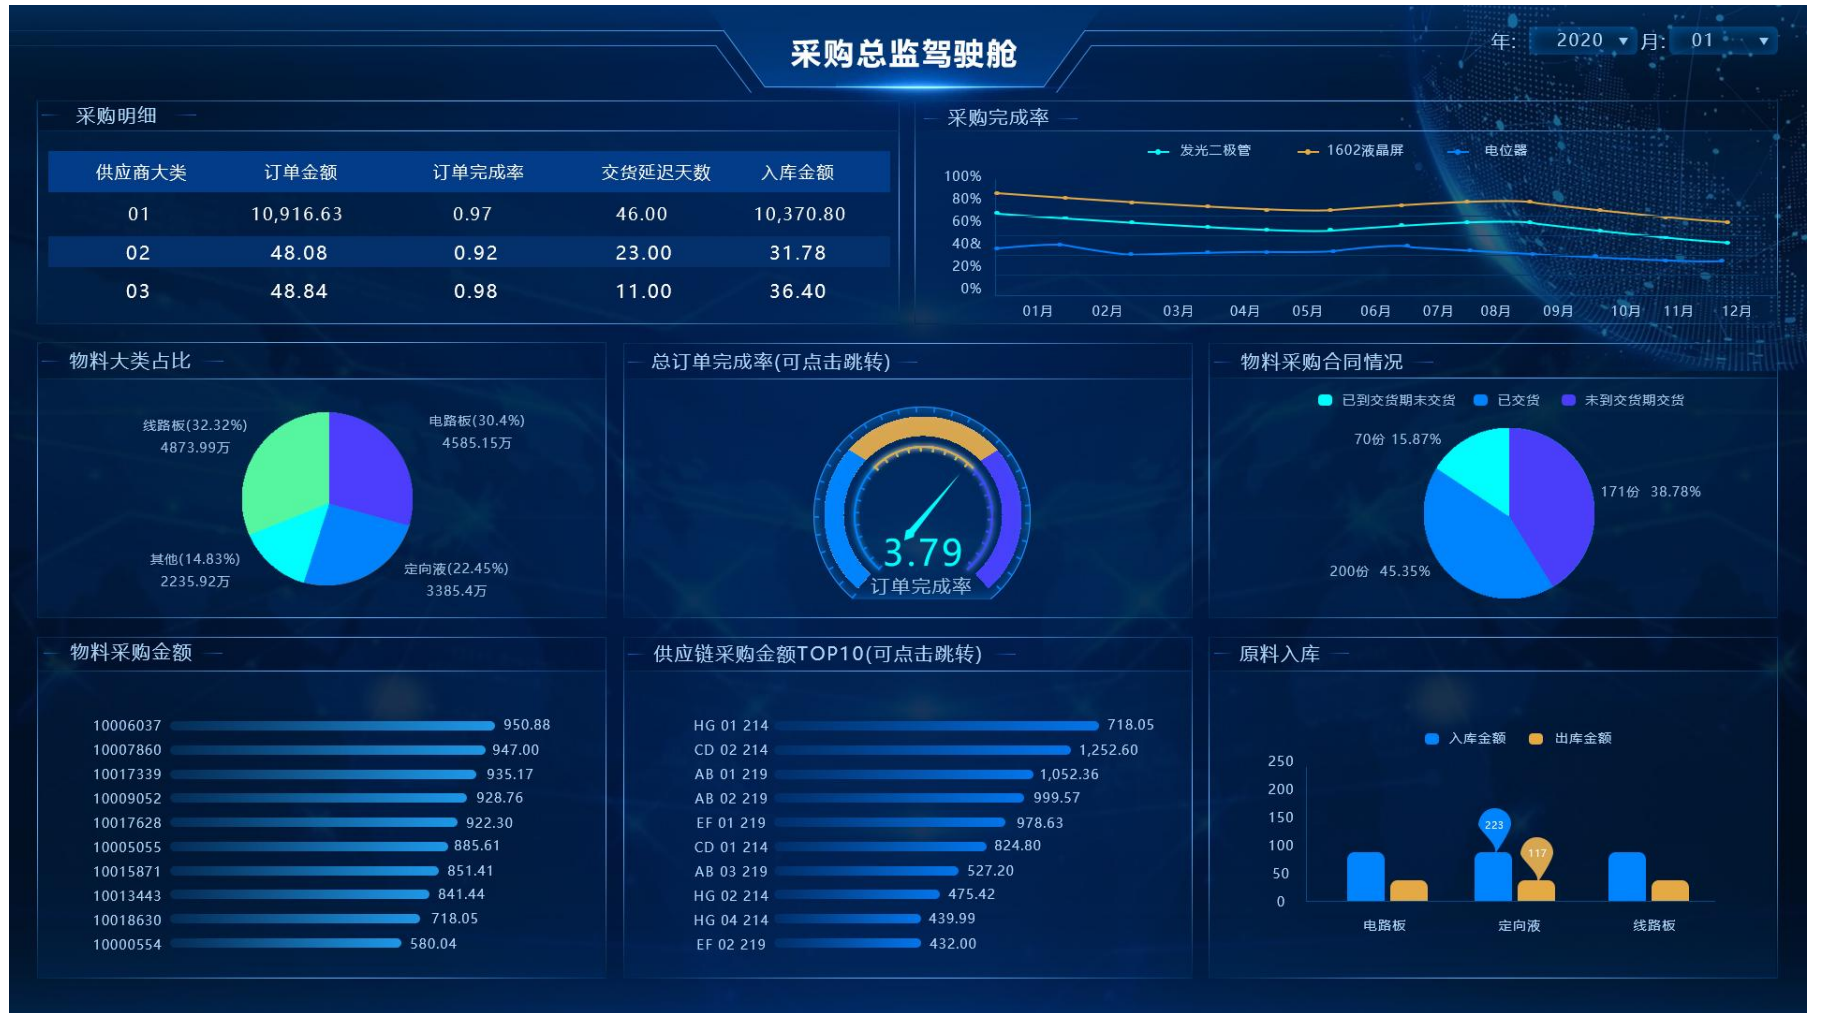 采购总监驾驶舱
年: 2020 ▼ 月: 01 ▼
采购明细
供应商大类 订单金额 订单完成率 交货延迟天数 入库金额
01 10,916.63 0.97 46.00 10,370.80
02 48.08 0.92 23.00 31.78
03 48.84 0.98 11.00 36.40
采购完成率
发光二极管 1602液晶屏 电位器
100%
80%
60%
40&
20%
0%
01月 02月 03月 04月 05月 06月 07月 08月 09月 10月 11月 12月
物料大类占比
线路板(32.32%)
4873.99万
电路板(30.4%)
4585.15万
其他(14.83%)
2235.92万
定向液(22.45%)
3385.4万
总订单完成率(可点击跳转)
3.79
订单完成率
物料采购合同情况
已到交货期末交货 已交货 未到交货期交货
70份 15.87%
171份 38.78%
200份 45.35%
物料采购金额
10006037 950.88
10007860 947.00
10017339 935.17
10009052 928.76
10017628 922.30
10005055 885.61
10015871 851.41
10013443 841.44
10018630 718.05
10000554 580.04
供应链采购金额TOP10(可点击跳转)
HG 01 214 718.05
CD 02 214 1,252.60
AB 01 219 1,052.36
AB 02 219 999.57
EF 01 219 978.63
CD 01 214 824.80
AB 03 219 527.20
HG 02 214 475.42
HG 04 214 439.99
EF 02 219 432.00
原料入库
入库金额 出库金额
250
200
150
100
50
0
223
117
电路板 定向液 线路板